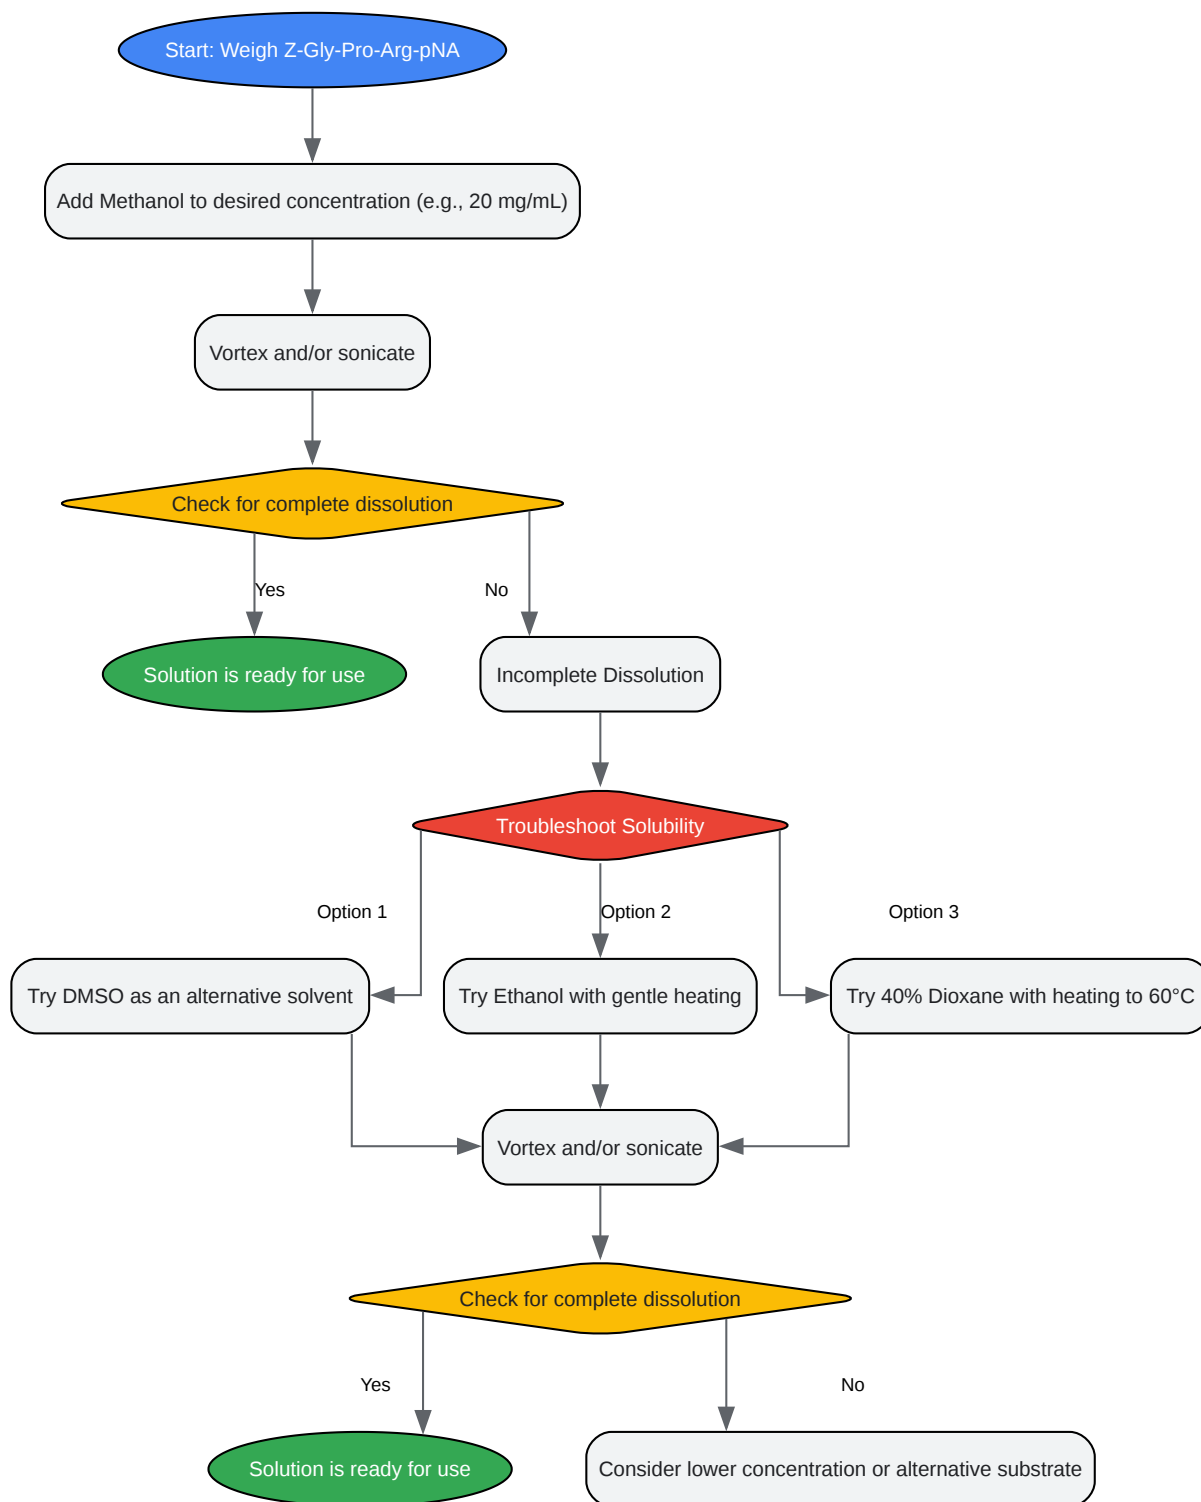 Start: Weigh Z-Gly-Pro-Arg-pNA
Add Methanol to desired concentration (e.g., 20 mg/mL)
Vortex and/or sonicate
Check for complete dissolution
Yes
No
Solution is ready for use
Incomplete Dissolution
Troubleshoot Solubility
Option 1
Option 2
Option 3
Try DMSO as an alternative solvent
Try Ethanol with gentle heating
Try 40% Dioxane with heating to 60°C
Vortex and/or sonicate
Check for complete dissolution
Yes
No
Solution is ready for use
Consider lower concentration or alternative substrate